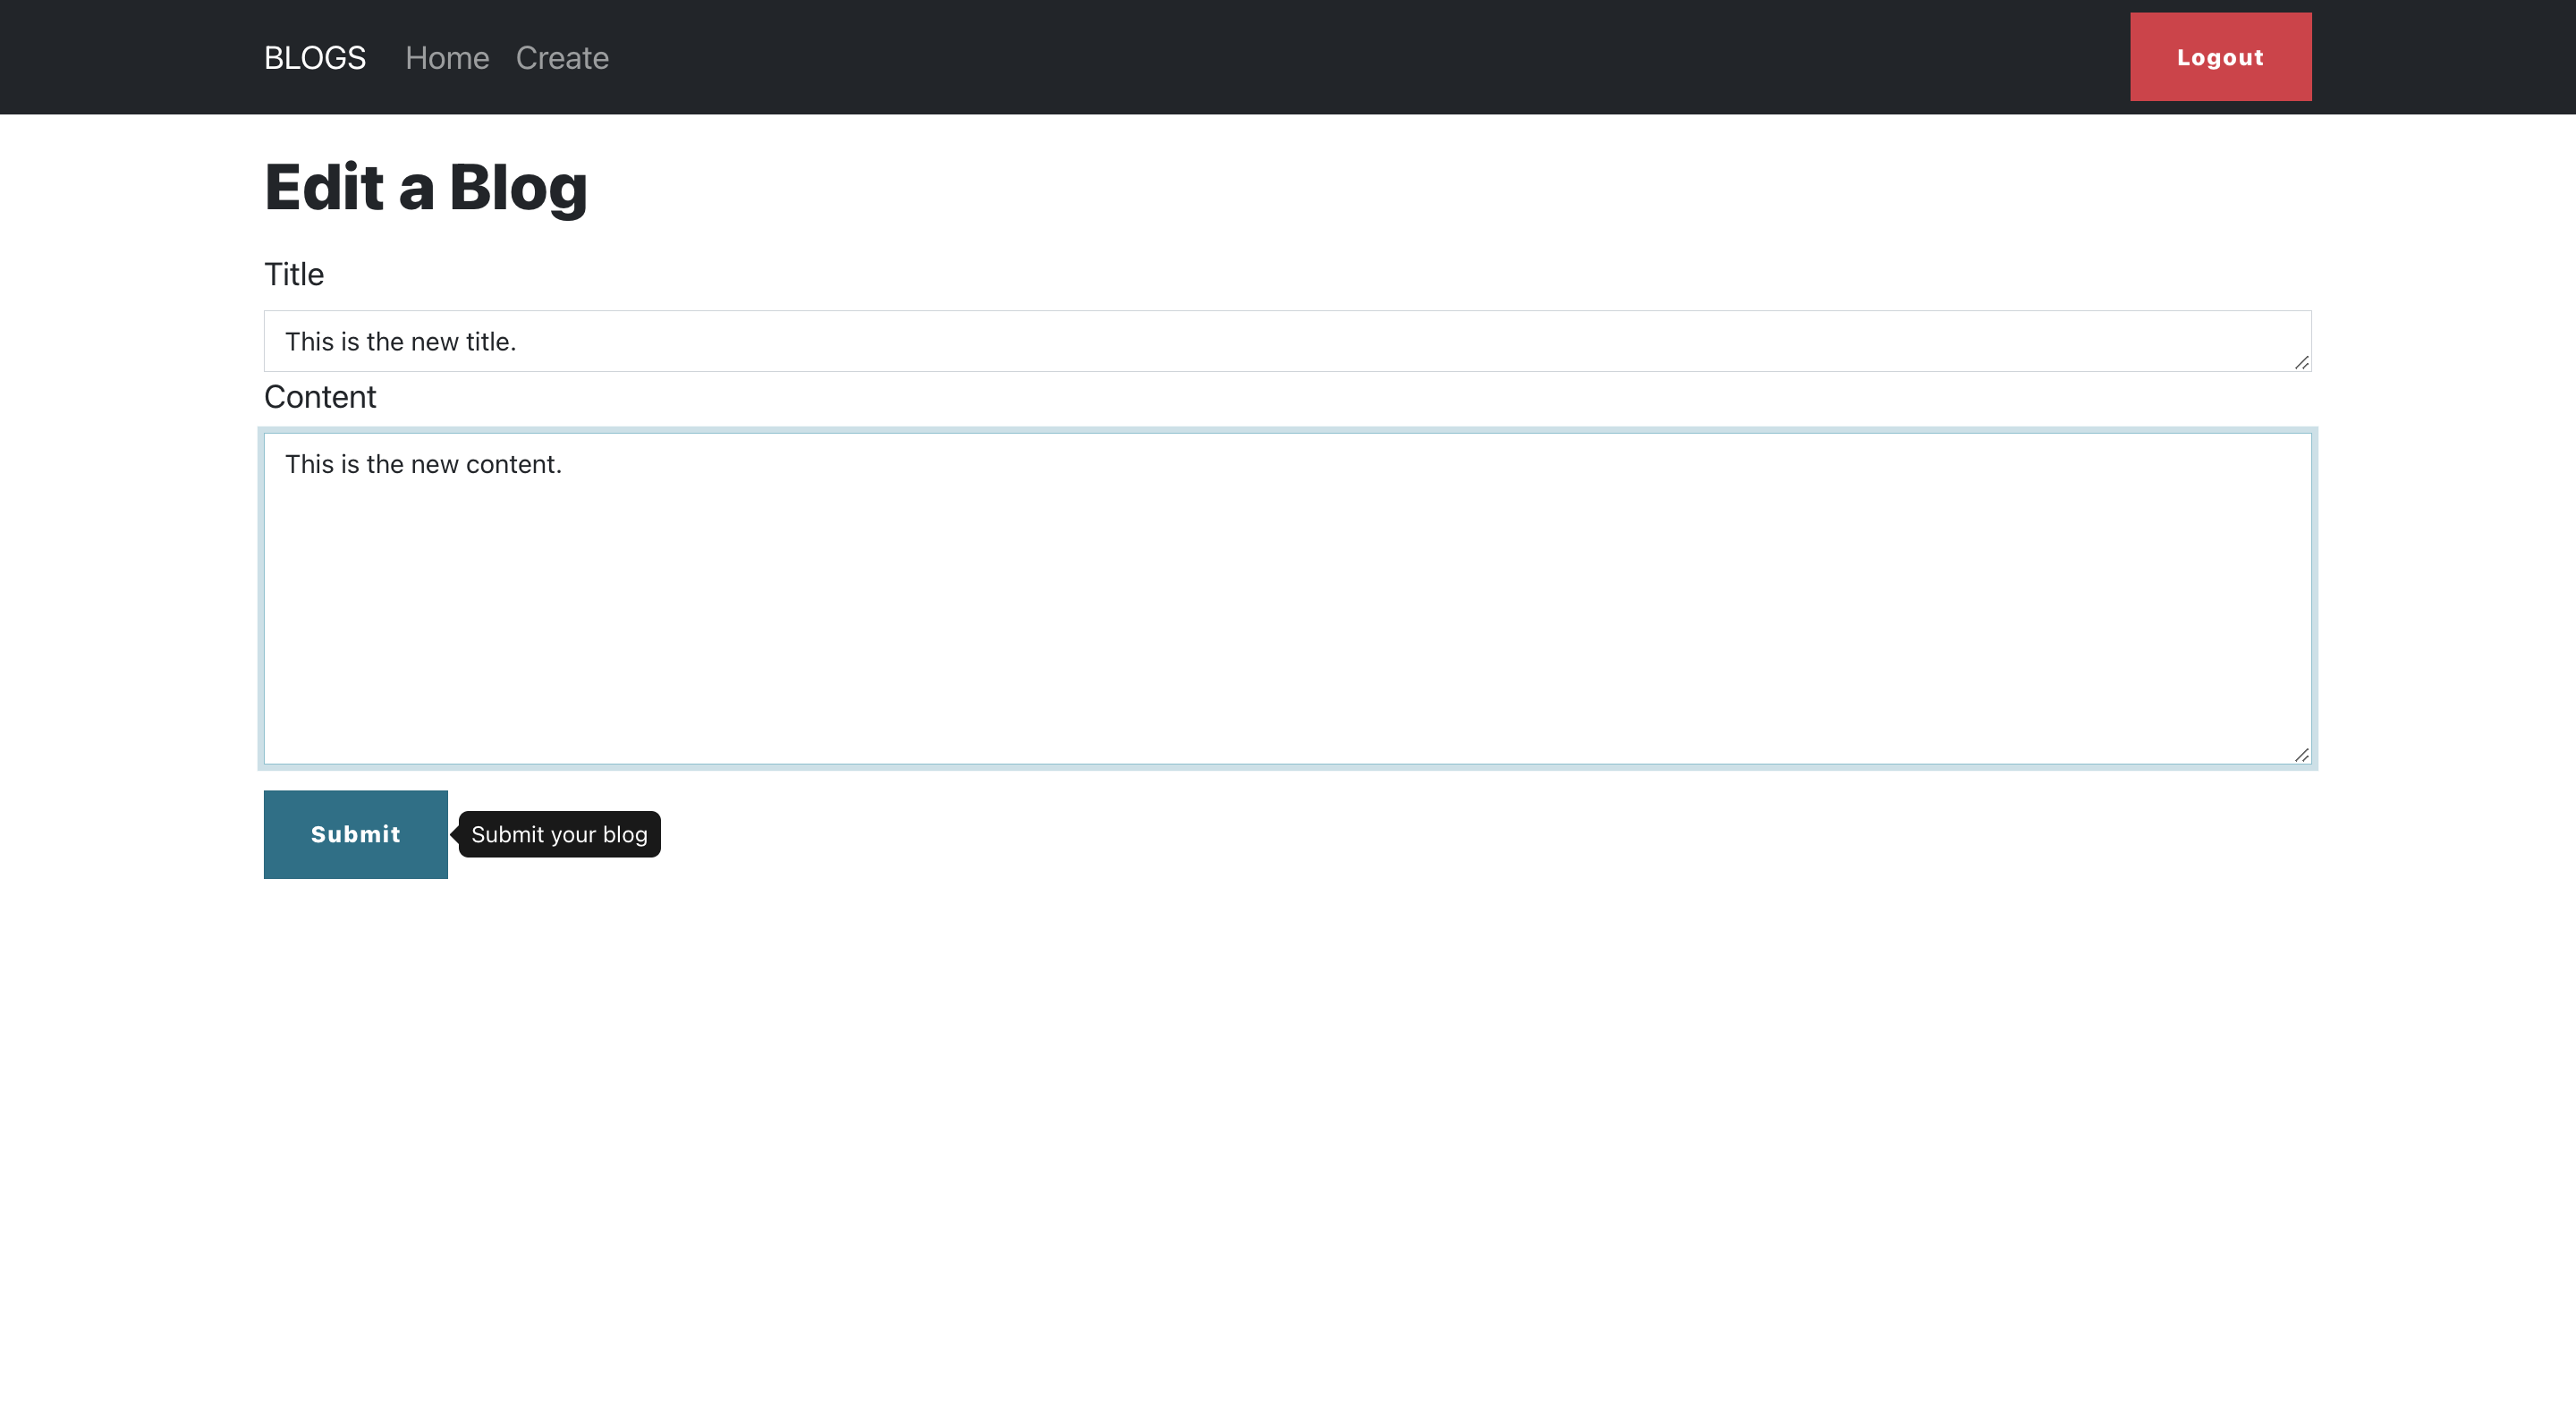 BLOGS Home Create Logout
Edit a Blog
Title
This is the new title.
Content
This is the new content.
Submit Submit your blog